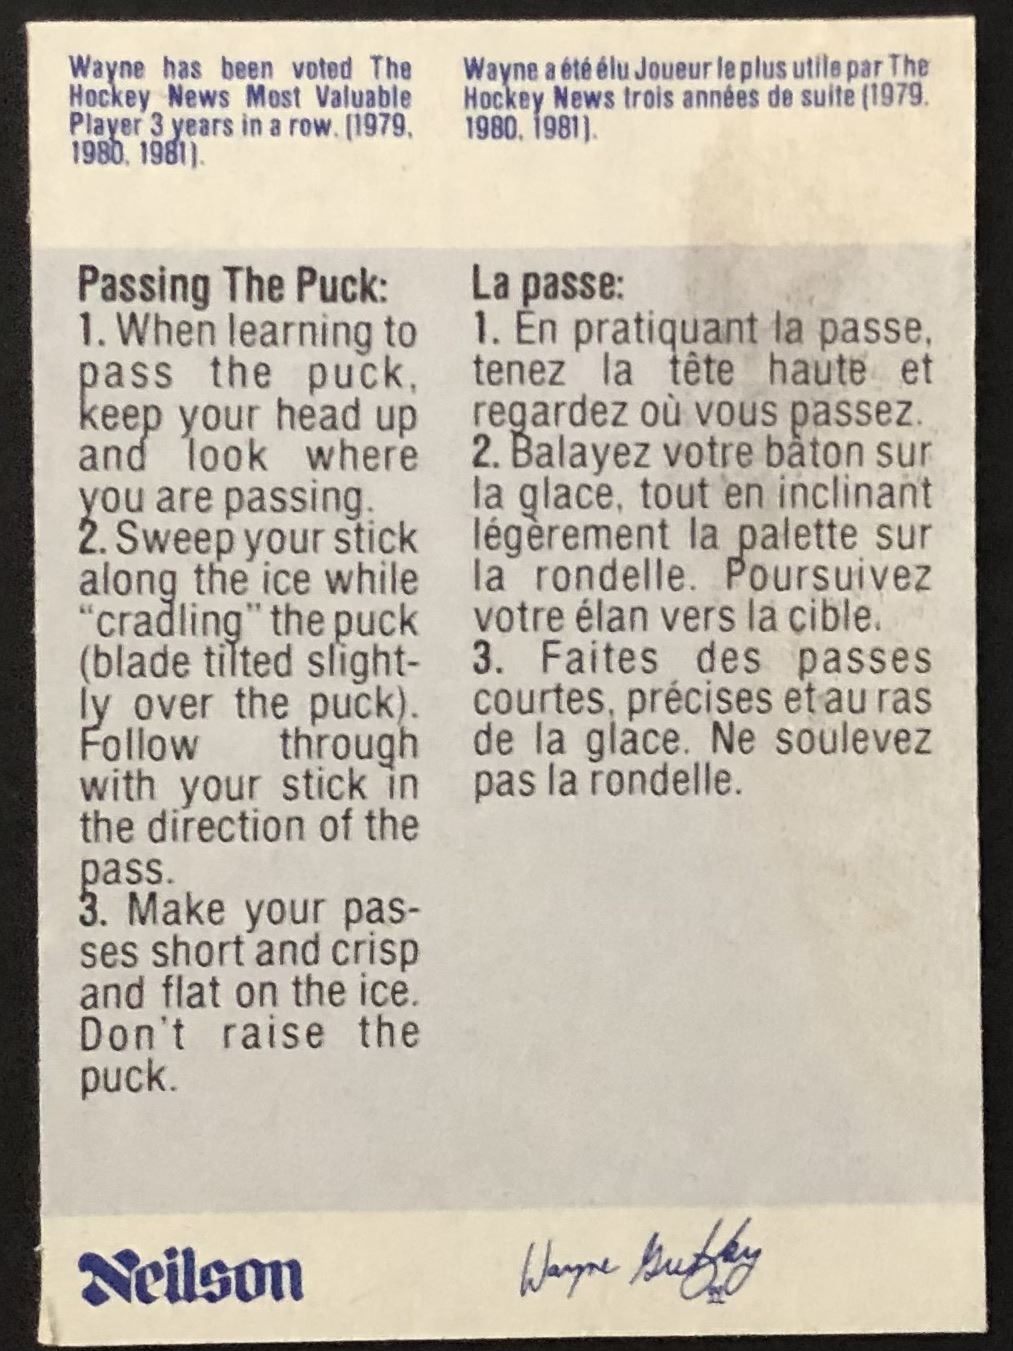 Wayne has been voted The
Hockey News Most Valuable
Player 3 years in a row. (1979,
1980, 1981).
Wayne a été élu Joueur le plus utile par The
Hockey News trois années de suite (1979,
1980, 1981).
Passing The Puck:
1. When learning to
pass the puck,
keep your head up
and look where
you are passing.
2. Sweep your stick
along the ice while
“cradling” the puck
(blade tilted slight-
ly over the puck).
Follow through
with your stick in
the direction of the
pass.
3. Make your pas-
ses short and crisp
and flat on the ice.
Don't raise the
puck.
La passe:
1. En pratiquant la passe,
tenez la tête haute et
regardez où vous passez.
2. Balayez votre bâton sur
la glace, tout en inclinant
légèrement la palette sur
la rondelle. Poursuivez
votre élan vers la cible.
3. Faites des passes
courtes, précises et au ras
de la glace. Ne soulevez
pas la rondelle.
Neilson
Wayne Gretzky
99